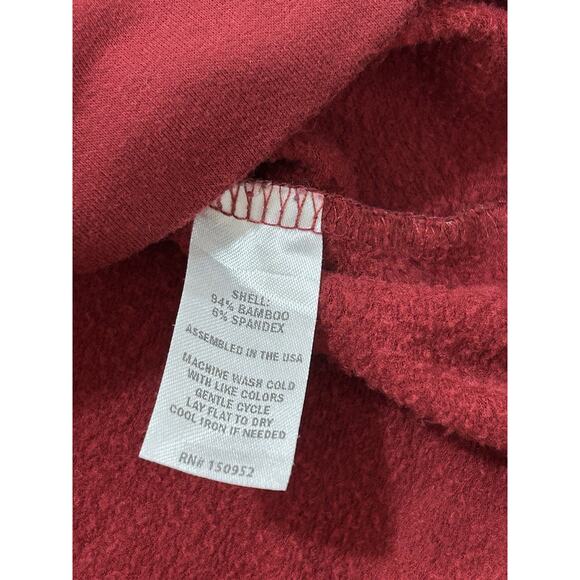 SHELL:
94% BAMBOO
6% SPANDEX
ASSEMBLED IN THE USA
MACHINE WASH COLD
WITH LIKE COLORS
GENTLE CYCLE
LAY FLAT TO DRY
COOL IRON IF NEEDED
RN# 150952